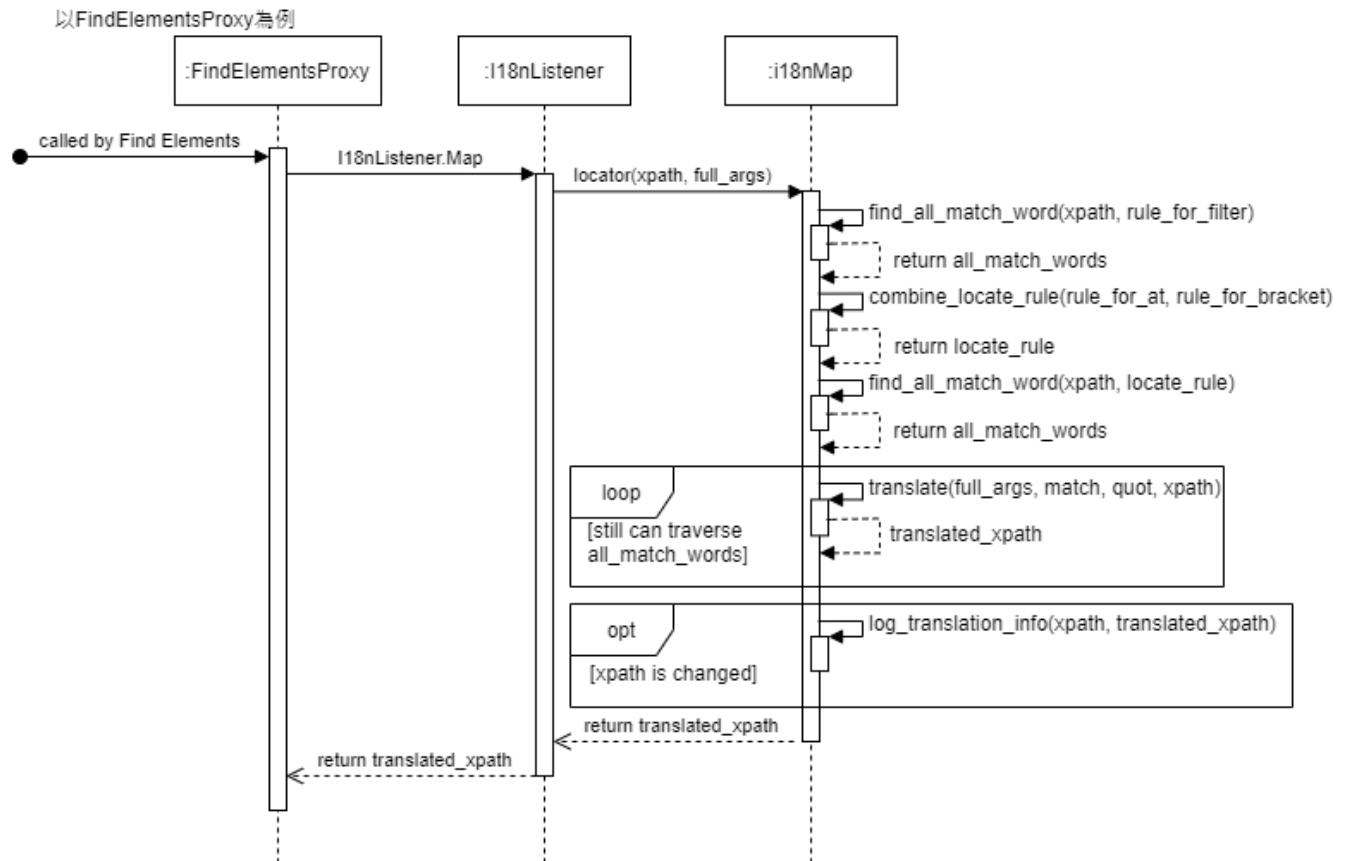 以FindElementsProxy為例
:FindElementsProxy
:I18nListener
:i18nMap
called by Find Elements
I18nListener.Map
locator(xpath, full_args)
find_all_match_word(xpath, rule_for_filter)
return all_match_words
combine_locate_rule(rule_for_at, rule_for_bracket)
return locate_rule
find_all_match_word(xpath, locate_rule)
return all_match_words
loop
translate(full_args, match, quot, xpath)
[still can traverse
all_match_words]
translated_xpath
opt
log_translation_info(xpath, translated_xpath)
[xpath is changed]
return translated_xpath
return translated_xpath